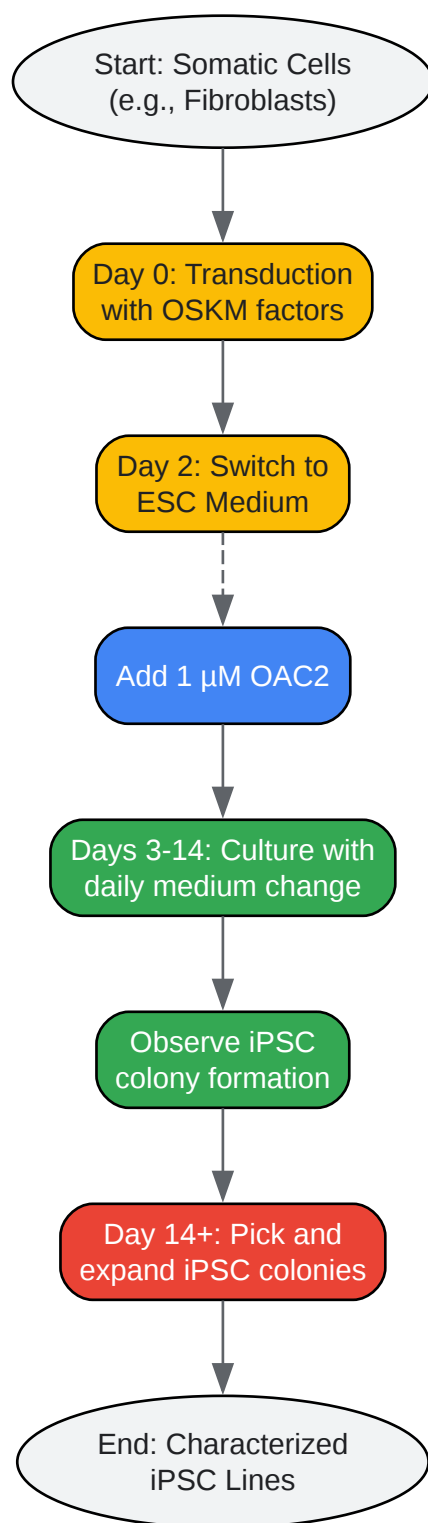 Start: Somatic Cells
(e.g., Fibroblasts)
Day 0: Transduction
with OSKM factors
Day 2: Switch to
ESC Medium
Add 1 µM OAC2
Days 3-14: Culture with
daily medium change
Observe iPSC
colony formation
Day 14+: Pick and
expand iPSC colonies
End: Characterized
iPSC Lines